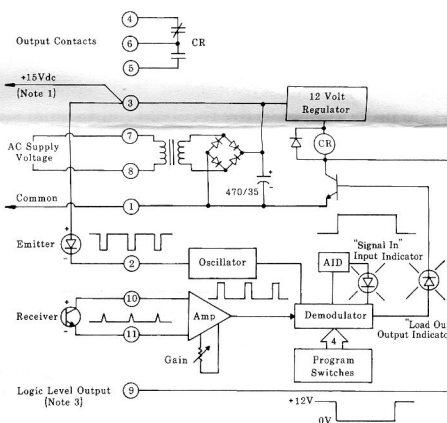 4
Output Contacts
6
CR
5
+15Vdc
(Note 1)
3
12 Volt
Regulator
7
AC Supply
Voltage
8
CR
+
470/35
Common
1
Emitter
+
-
2
Oscillator
"Signal In"
Input Indicator
AID
Receiver
+
10
-
11
Amp
Gain
Demodulator
4
Program
Switches
"Load Ou
Output Indicator
Logic Level Output
(Note 3)
9
+12V
0V